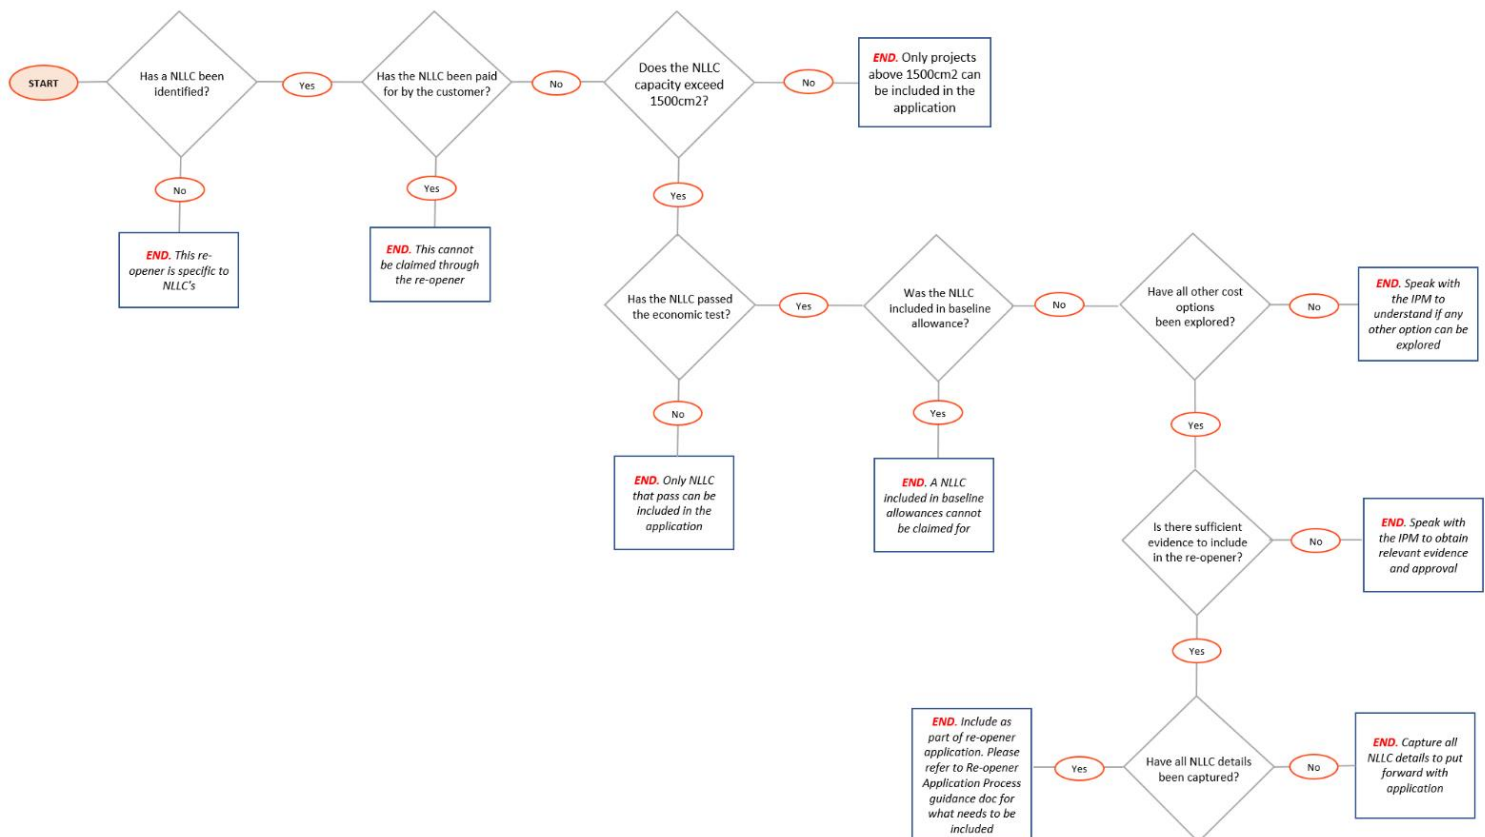 START
Has a NLLC been
identified?
Yes
Has the NLLC been paid
for by the customer?
No
Does the NLLC
capacity exceed
1500cm2?
No
END. Only projects
above 1500cm2 can
be included in the
application
No
END. This re-
opener is specific to
NLLC's
Yes
END. This cannot
be claimed through
the re-opener
Yes
Has the NLLC passed
the economic test?
Yes
Was the NLLC
included in baseline
allowance?
No
Have all other cost
options
been explored?
No
END. Speak with
the IPM to
understand if any
other option can be
explored
No
END. Only NLLC
that pass can be
included in the
application
Yes
END. A NLLC
included in baseline
allowances cannot
be claimed for
Yes
Is there sufficient
evidence to include
in the re-opener?
No
END. Speak with
the IPM to obtain
relevant evidence
and approval
Yes
Have all NLLC details
been captured?
Yes
END. Include as
part of re-opener
application. Please
refer to Re-opener
Application Process
guidance doc for
what needs to be
included
No
END. Capture all
NLLC details to put
forward with
application